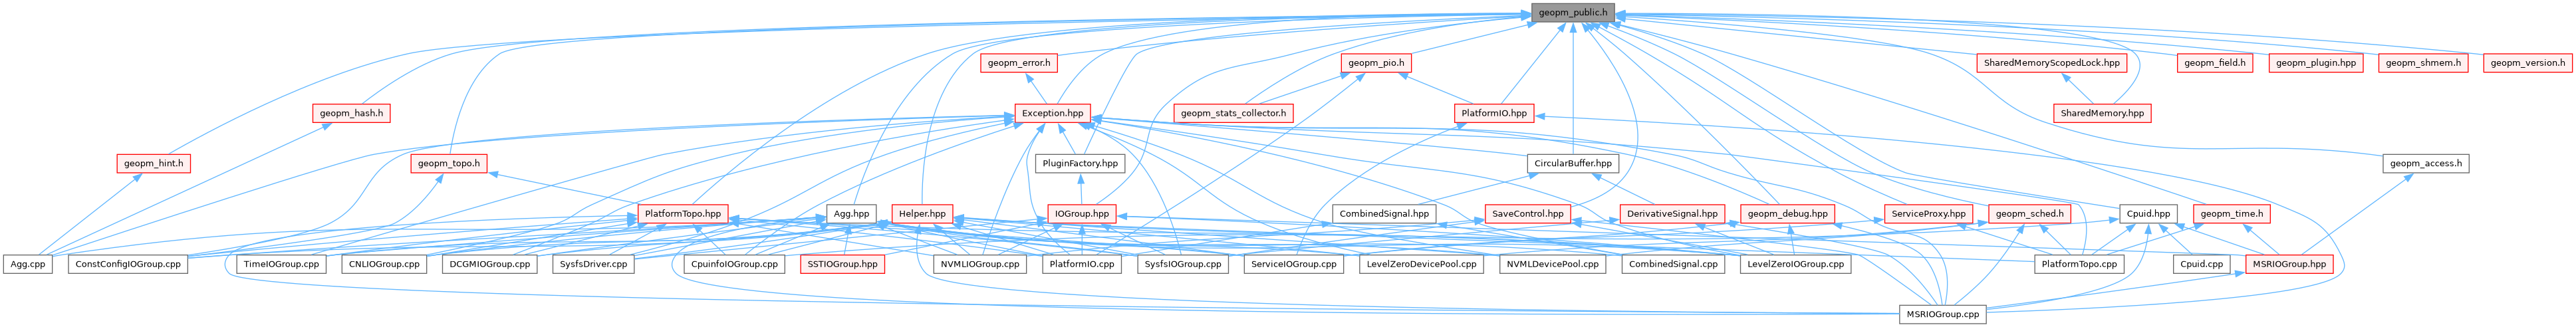 geopm_public.h
geopm_error.h
geopm_pio.h
SharedMemoryScopedLock.hpp
geopm_field.h
geopm_plugin.hpp
geopm_shmem.h
geopm_version.h
geopm_hash.h
Exception.hpp
geopm_stats_collector.h
PlatformIO.hpp
SharedMemory.hpp
geopm_hint.h
geopm_topo.h
PluginFactory.hpp
CircularBuffer.hpp
geopm_access.h
PlatformTopo.hpp
Agg.hpp
Helper.hpp
IOGroup.hpp
CombinedSignal.hpp
SaveControl.hpp
DerivativeSignal.hpp
geopm_debug.hpp
ServiceProxy.hpp
geopm_sched.h
Cpuid.hpp
geopm_time.h
Agg.cpp
ConstConfigIOGroup.cpp
TimeIOGroup.cpp
CNLIOGroup.cpp
DCGMIOGroup.cpp
SysfsDriver.cpp
CpuinfoIOGroup.cpp
SSTIOGroup.hpp
NVMLIOGroup.cpp
PlatformIO.cpp
SysfsIOGroup.cpp
ServiceIOGroup.cpp
LevelZeroDevicePool.cpp
NVMLDevicePool.cpp
CombinedSignal.cpp
LevelZeroIOGroup.cpp
PlatformTopo.cpp
Cpuid.cpp
MSRIOGroup.hpp
MSRIOGroup.cpp